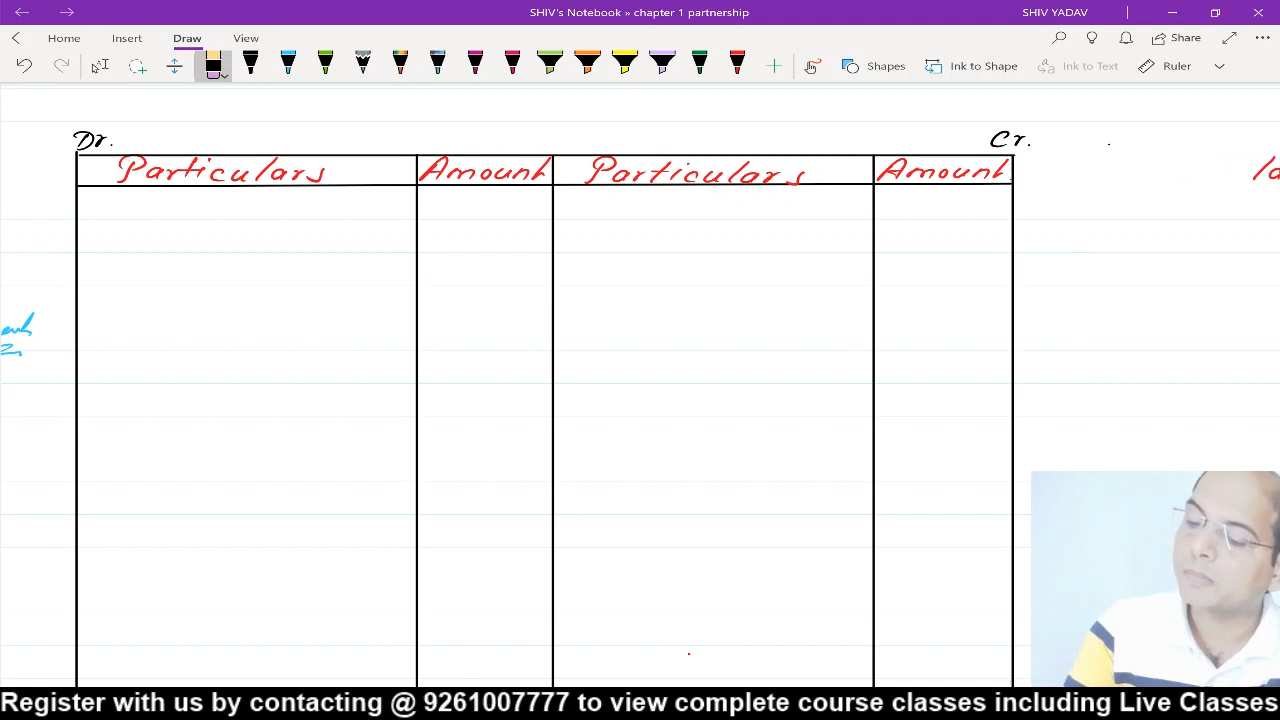 SHIV's Notebook » chapter 1 partnership
SHIV YADAV
Home Insert Draw View
Share
Shapes
Ink to Shape
Ink to Text
Ruler
Dr. Cr.
Particulars Amount Particulars Amount
Register with us by contacting @ 9261007777 to view complete course classes including Live Classes